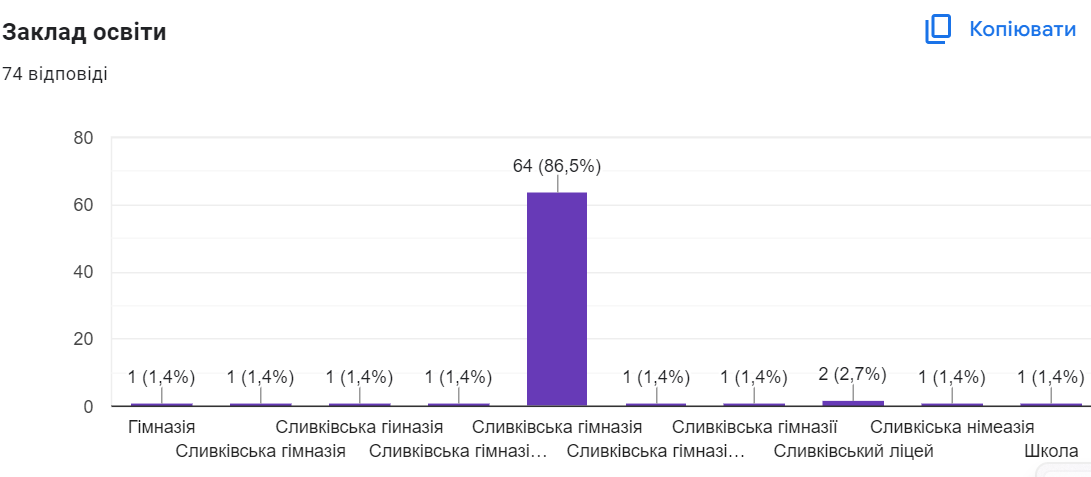 Заклад освіти
Копіювати
74 відповіді
80
60
40
20
0
64 (86,5%)
1 (1,4%) 1 (1,4%) 1 (1,4%) 1 (1,4%) 1 (1,4%) 1 (1,4%) 2 (2,7%) 1 (1,4%) 1 (1,4%)
Гімназія Сливківська гіиназія Сливківська гімназія Сливківська гімназії Сливкіська німеазія
Сливківська гімназія Сливківська гімназі… Сливківська гімназі… Сливківський ліцей Школа